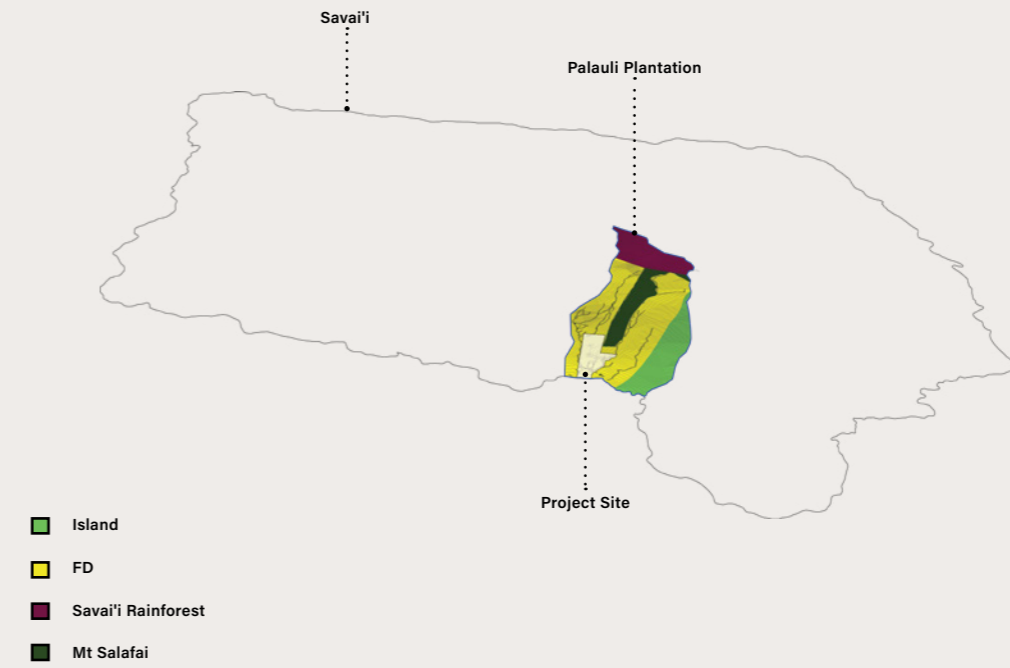 Savai'i
Palauli Plantation
Project Site
Island
FD
Savai'i Rainforest
Mt Salafai